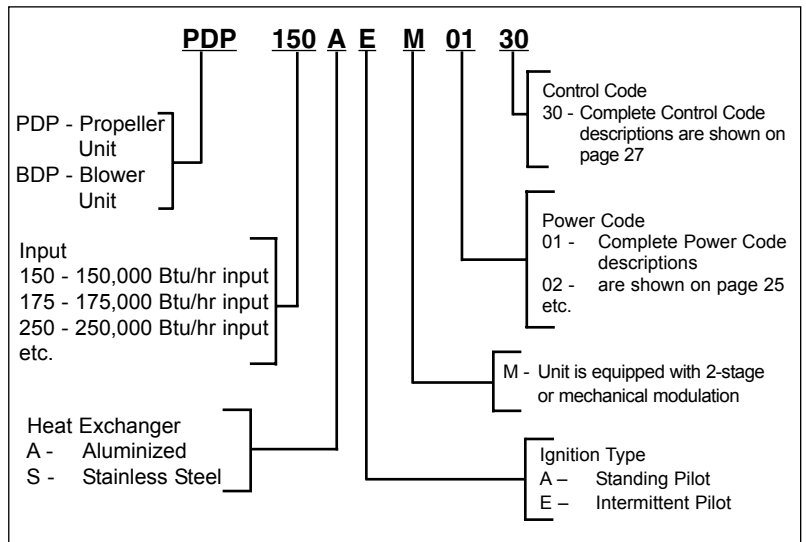 PDP 150 A E M 01 30
Control Code
30 - Complete Control Code
descriptions are shown on
page 27
PDP - Propeller
Unit
BDP - Blower
Unit
Power Code
01 - Complete Power Code
descriptions
02 - are shown on page 25
etc.
Input
150 - 150,000 Btu/hr input
175 - 175,000 Btu/hr input
250 - 250,000 Btu/hr input
etc.
M - Unit is equipped with 2-stage
or mechanical modulation
Heat Exchanger
A - Aluminized
S - Stainless Steel
Ignition Type
A – Standing Pilot
E – Intermittent Pilot